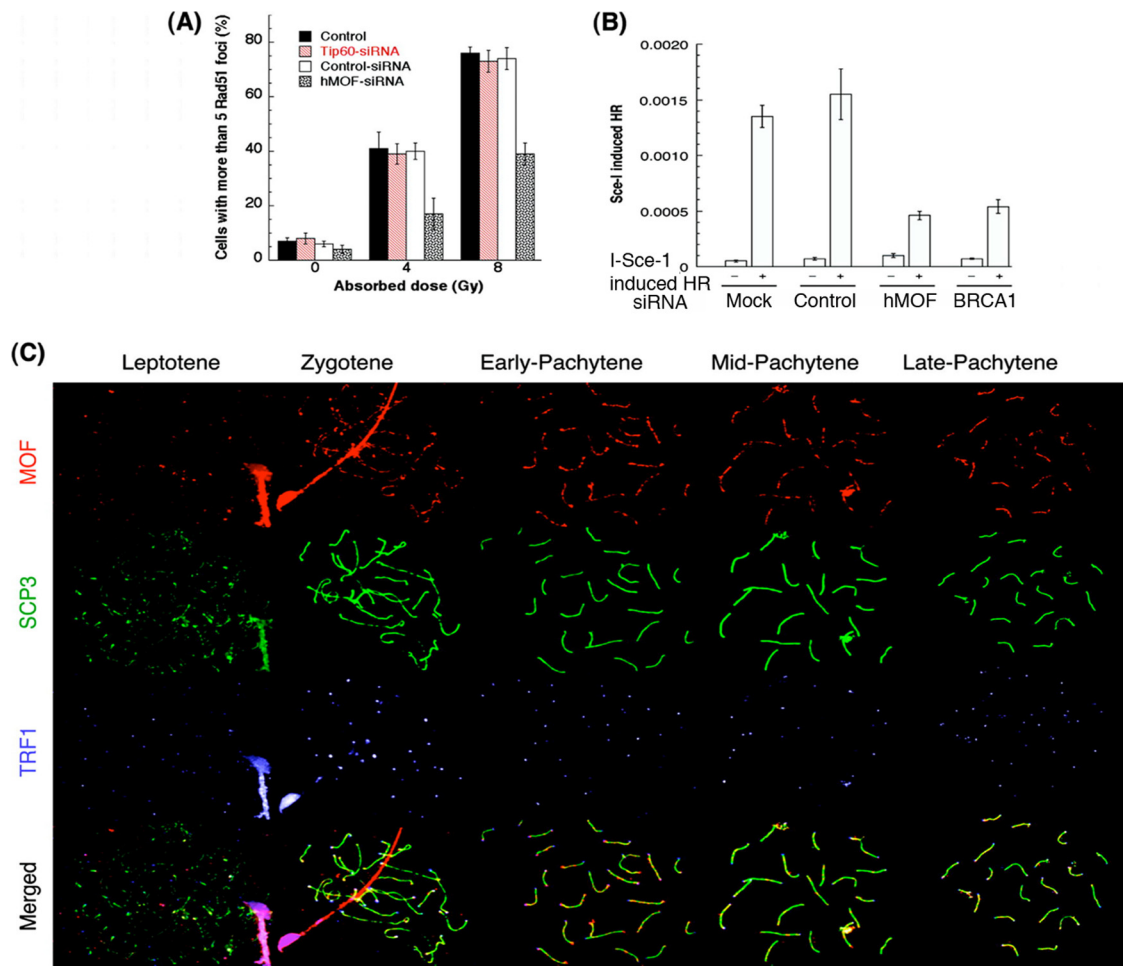 (A)
Cells with more than 5 Rad51 foci (%)
80
60
40
20
0
Control
Tip60-siRNA
Control-siRNA
hMOF-siRNA
0 4 8
Absorbed dose (Gy)
(B)
Sce-I induced HR
0.0020
0.0015
0.0010
0.0005
0
I-Sce-1
induced HR
− + − + − + − +
siRNA
Mock Control hMOF BRCA1
(C)
Leptotene Zygotene Early-Pachytene Mid-Pachytene Late-Pachytene
MOF
SCP3
TRF1
Merged